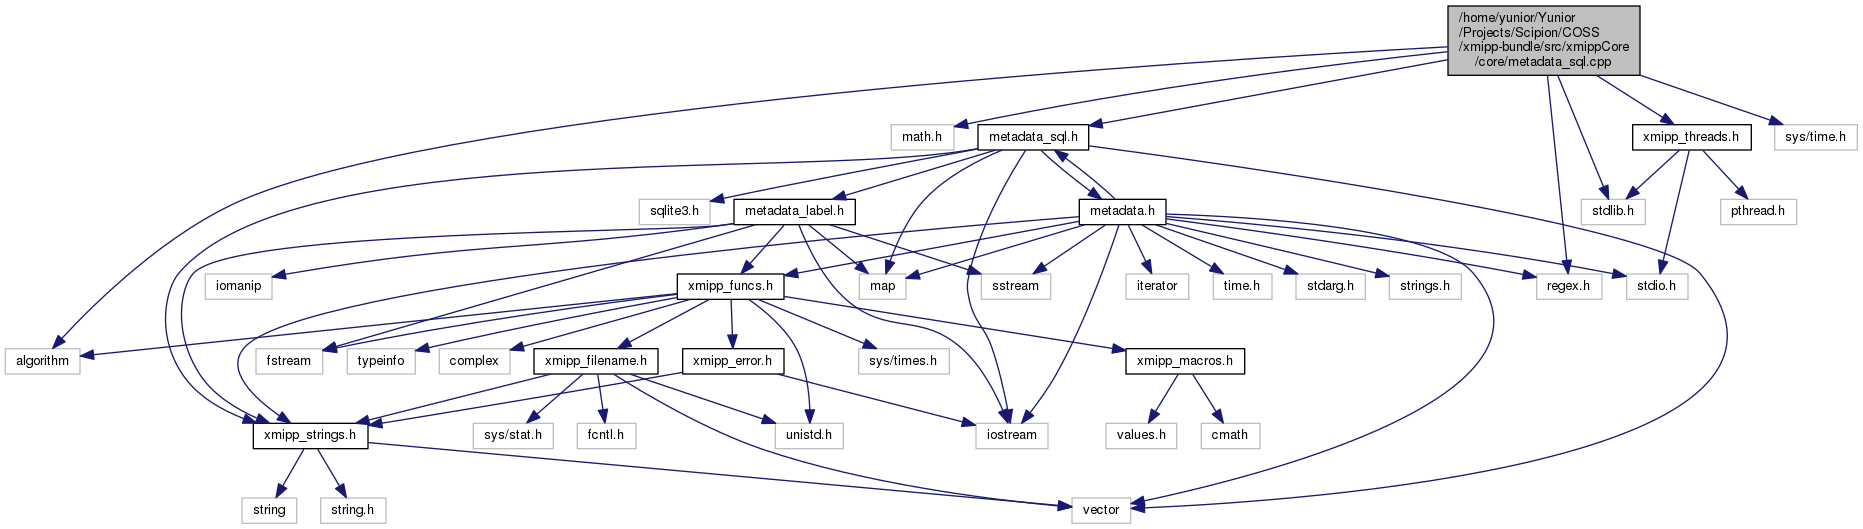 /home/yunior/Yunior
/Projects/Scipion/COSS
/xmipp-bundle/src/xmippCore
/core/metadata_sql.cpp
math.h
metadata_sql.h
xmipp_threads.h
sys/time.h
sqlite3.h
metadata_label.h
metadata.h
stdlib.h
pthread.h
iomanip
xmipp_funcs.h
map
sstream
iterator
time.h
stdarg.h
strings.h
regex.h
stdio.h
algorithm
fstream
typeinfo
complex
xmipp_filename.h
xmipp_error.h
sys/times.h
xmipp_macros.h
xmipp_strings.h
sys/stat.h
fcntl.h
unistd.h
iostream
values.h
cmath
string
string.h
vector